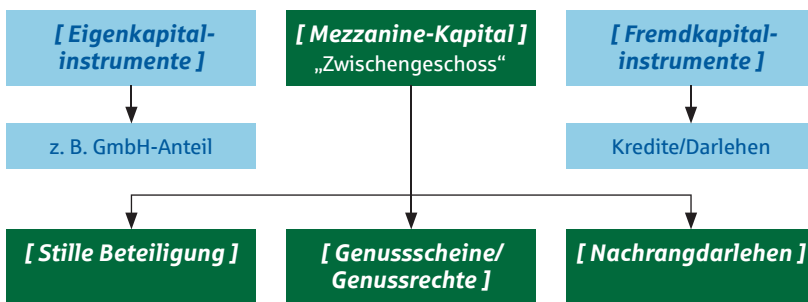 [ Eigenkapital-
instrumente ]
[ Mezzanine-Kapital ]
„Zwischengeschoss“
[ Fremdkapital-
instrumente ]
z. B. GmbH-Anteil
Kredite/Darlehen
[ Stille Beteiligung ]
[ Genussscheine/
Genussrechte ]
[ Nachrangdarlehen ]